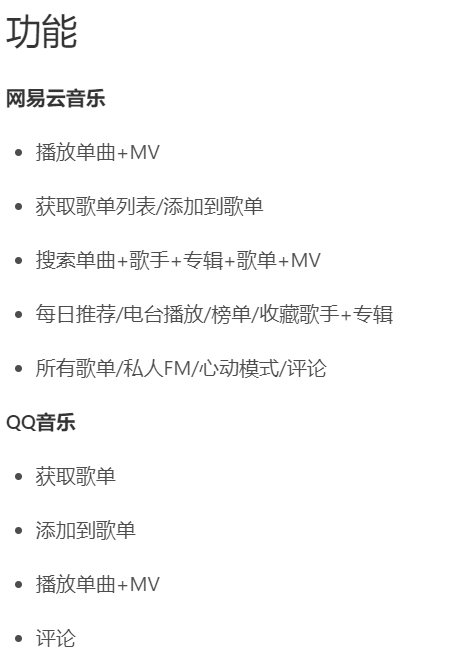 功能
网易云音乐
播放单曲+MV
获取歌单列表/添加到歌单
搜索单曲+歌手+专辑+歌单+MV
每日推荐/电台播放/榜单/收藏歌手+专辑
所有歌单/私人FM/心动模式/评论
QQ音乐
获取歌单
添加到歌单
播放单曲+MV
评论